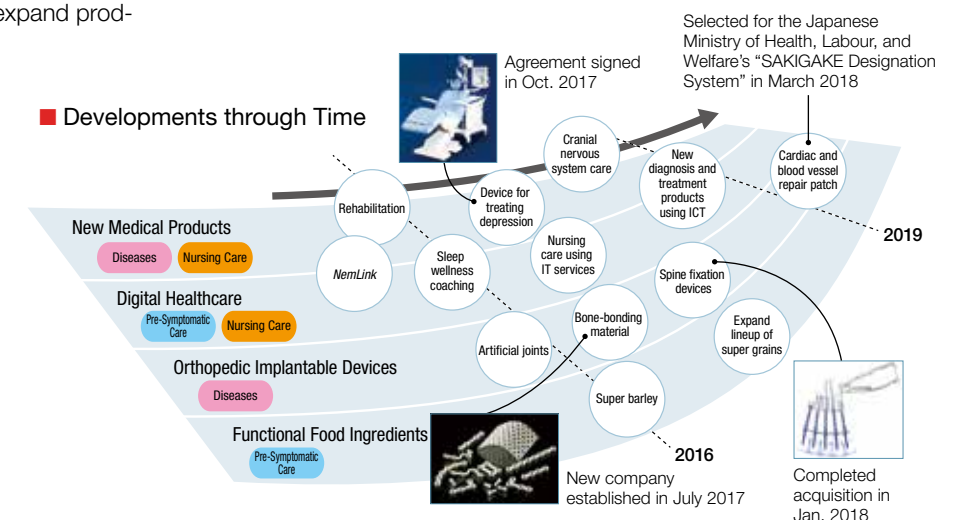 expand prod-
Selected for the Japanese
Ministry of Health, Labour, and
Welfare's “SAKIGAKE Designation
System” in March 2018
Agreement signed
in Oct. 2017
■ Developments through Time
Cranial
nervous
system care
New
diagnosis and
treatment
products
using ICT
Cardiac and
blood vessel
repair patch
Rehabilitation
Device for
treating
depression
2019
New Medical Products
Diseases
Nursing Care
NemLink
Sleep
wellness
coaching
Nursing
care using
IT services
Spine fixation
devices
Digital Healthcare
Pre-Symptomatic
Care
Nursing Care
Bone-bonding
material
Expand
lineup of
super grains
Artificial joints
Orthopedic Implantable Devices
Diseases
Super barley
Functional Food Ingredients
Pre-Symptomatic
Care
2016
New company
established in July 2017
Completed
acquisition in
Jan. 2018